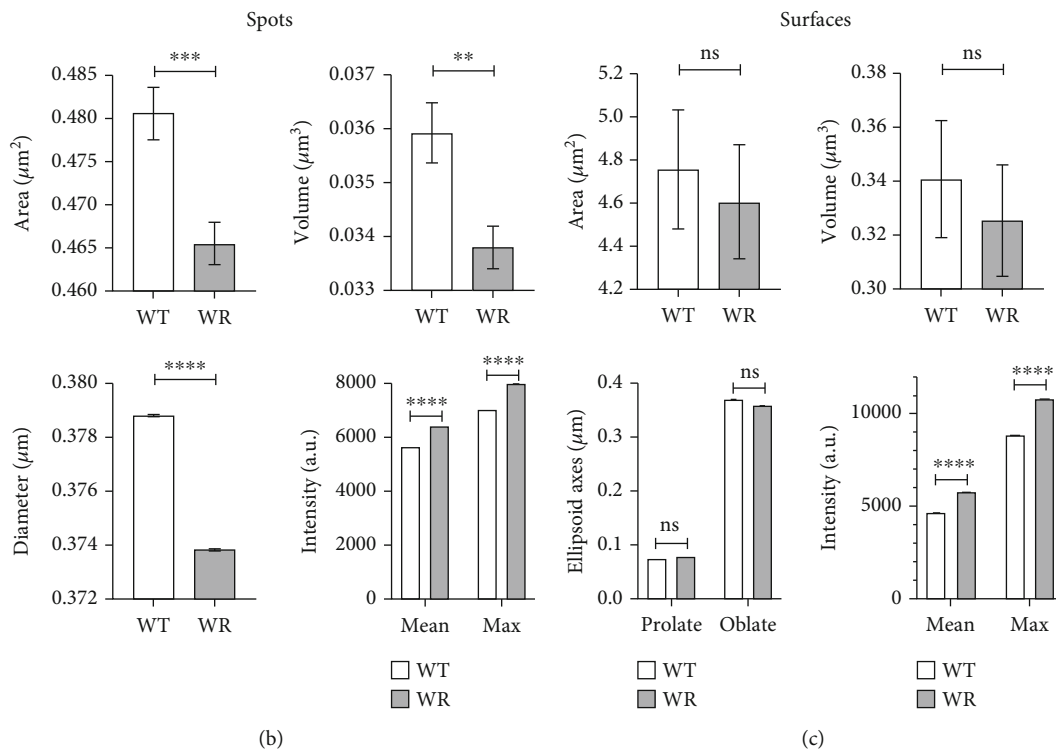 Spots
Surfaces
0.485
0.480
0.475
0.470
0.465
0.460
Area (μm²)
***
WT
WR
0.037
0.036
0.035
0.034
0.033
Volume (μm³)
**
WT
WR
5.0
4.8
4.6
4.4
4.2
Area (μm²)
ns
WT
WR
0.38
0.36
0.34
0.32
0.30
Volume (μm³)
ns
WT
WR
0.380
0.378
0.376
0.374
0.372
Diameter (μm)
****
WT
WR
8000
6000
4000
2000
0
Intensity (a.u.)
****
****
Mean
Max
WT
WR
0.4
0.3
0.2
0.1
0.0
Ellipsoid axes (μm)
ns
ns
Prolate
Oblate
WT
WR
10000
5000
0
Intensity (a.u.)
****
****
Mean
Max
WT
WR
(b)
(c)